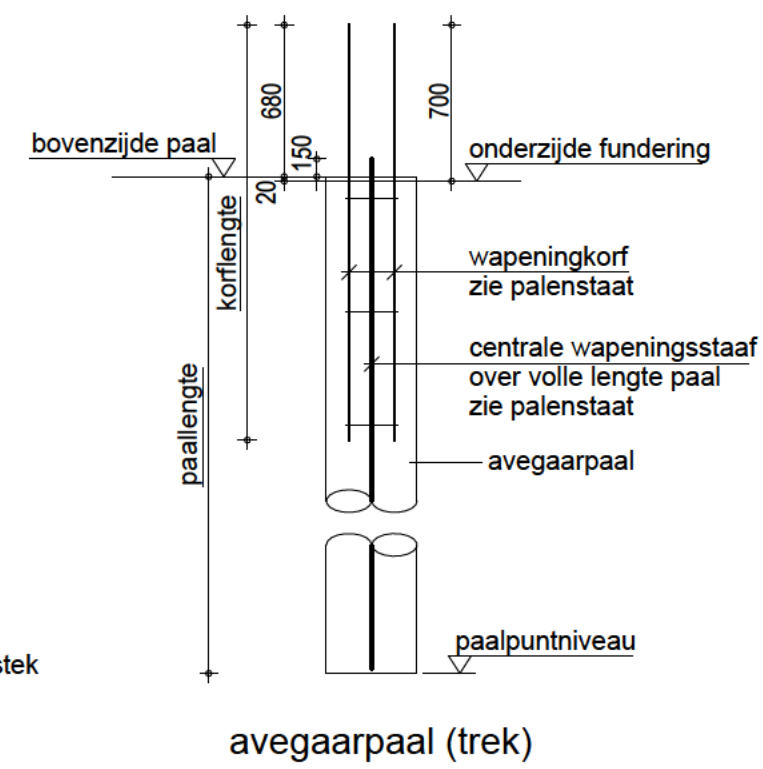 680
700
bovenzijde paal
150
onderzijde fundering
20
korflengte
wapeningkorf
zie palenstaat
centrale wapeningsstaaf
over volle lengte paal
zie palenstaat
paallengte
avegaarpaal
paalpuntniveau
stek
avegaarpaal (trek)